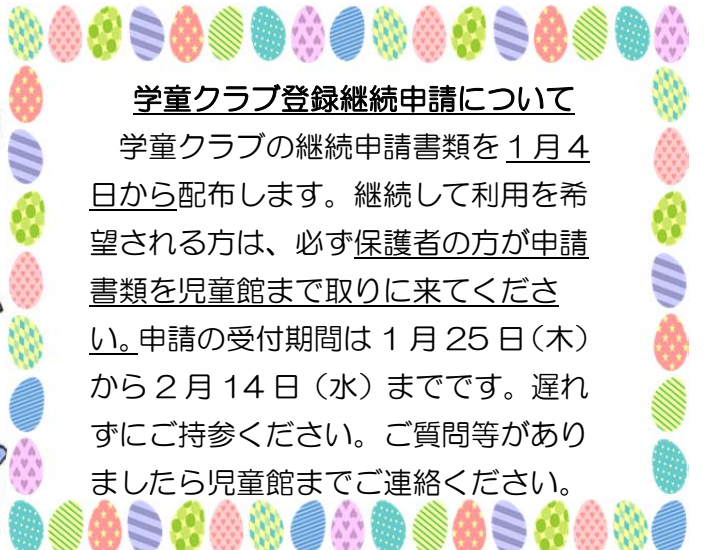 学童クラブ登録継続申請について
学童クラブの継続申請書類を１月４
日から配布します。継続して利用を希
望される方は、必ず保護者の方が申請
書類を児童館まで取りに来てくださ
い。申請の受付期間は 1 月 25 日（木）
から２月 14 日（水）までです。遅れ
ずにご持参ください。ご質問等があり
ましたら児童館までご連絡ください。